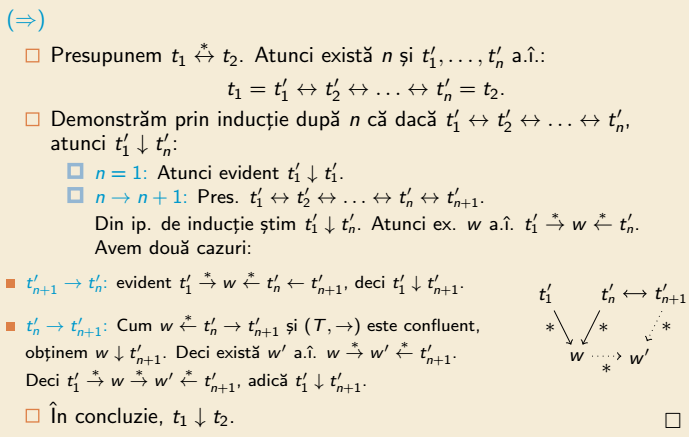 (⇒)
□ Presupunem t₁ ↔* t₂. Atunci există n și t′₁, . . . , t′ₙ a.î.:
t₁ = t′₁ ↔ t′₂ ↔ . . . ↔ t′ₙ = t₂.
□ Demonstrăm prin inducție după n că dacă t′₁ ↔ t′₂ ↔ . . . ↔ t′ₙ,
atunci t′₁ ↓ t′ₙ:
□ n = 1: Atunci evident t′₁ ↓ t′₁.
□ n → n + 1: Pres. t′₁ ↔ t′₂ ↔ . . . ↔ t′ₙ ↔ t′ₙ₊₁.
Din ip. de inducție știm t′₁ ↓ t′ₙ. Atunci ex. w a.î. t′₁ →* w ←* t′ₙ.
Avem două cazuri:
■ t′ₙ₊₁ → t′ₙ: evident t′₁ →* w ←* t′ₙ ← t′ₙ₊₁, deci t′₁ ↓ t′ₙ₊₁.
■ t′ₙ → t′ₙ₊₁: Cum w ←* t′ₙ → t′ₙ₊₁ și (T, →) este confluent,
obținem w ↓ t′ₙ₊₁. Deci există w′ a.î. w →* w′ ←* t′ₙ₊₁.
Deci t′₁ →* w →* w′ ←* t′ₙ₊₁, adică t′₁ ↓ t′ₙ₊₁.
t′₁ t′ₙ ↔ t′ₙ₊₁
* * *
w w′
*
□ În concluzie, t₁ ↓ t₂.
□